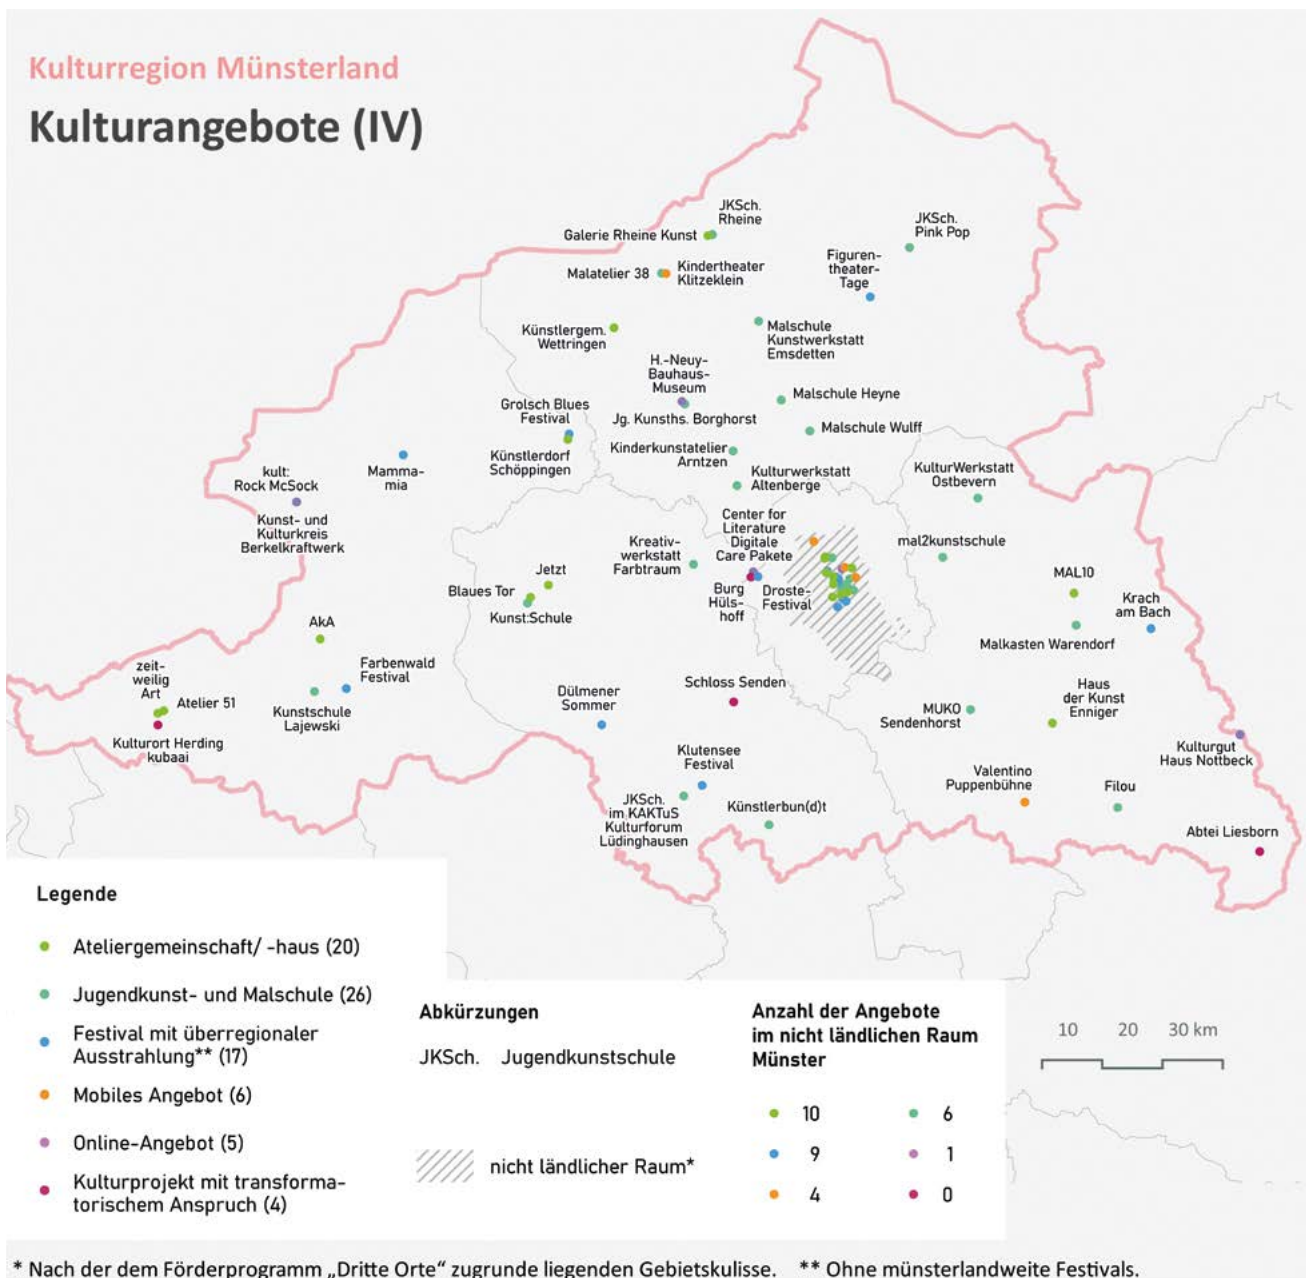 Kulturregion Münsterland
Kulturangebote (IV)
JKSch.
Rheine
Galerie Rheine Kunst
JKSch.
Pink Pop
Malatelier 38
Kindertheater
Klitzeklein
Figuren-
theater-
Tage
Künstlergem.
Wettringen
Malschule
Kunstwerkstatt
Emsdetten
H.-Neuy-
Bauhaus-
Museum
Jg. Kunsths. Borghorst
Malschule Heyne
Grolsch Blues
Festival
Malschule Wulff
Künstlerdorf
Schöppingen
Kinderkunstatelier
Arntzen
Mamma-
mia
kult:
Rock McSock
Kulturwerkstatt
Altenberge
KulturWerkstatt
Ostbevern
Kunst- und
Kulturkreis
Berkelkraftwerk
Center for
Literature
Digitale
Care Pakete
Kreativ-
werkstatt
Farbtraum
mal2kunstschule
Jetzt
Blaues Tor
Kunst:Schule
Burg
Hüls-
hoff
Droste-
Festival
MAL10
Krach
am Bach
AkA
Malkasten Warendorf
zeit-
weilig
Art
Atelier 51
Farbenwald
Festival
Kunstschule
Lajewski
Kulturort Herding
kubaai
Dülmener
Sommer
Schloss Senden
MUKO
Sendenhorst
Haus
der Kunst
Enniger
Kulturgut
Haus Nottbeck
Klutensee
Festival
Valentino
Puppenbühne
Filou
JKSch.
im KAKTuS
Kulturforum
Lüdinghausen
Künstlerbun(d)t
Abtei Liesborn
Legende
Ateliergemeinschaft/ -haus (20)
Jugendkunst- und Malschule (26)
Festival mit überregionaler
Ausstrahlung** (17)
Mobiles Angebot (6)
Online-Angebot (5)
Kulturprojekt mit transforma-
torischem Anspruch (4)
Abkürzungen
JKSch. Jugendkunstschule
nicht ländlicher Raum*
Anzahl der Angebote
im nicht ländlichen Raum
Münster
10 6
9 1
4 0
10 20 30 km
* Nach der dem Förderprogramm „Dritte Orte“ zugrunde liegenden Gebietskulisse. ** Ohne münsterlandweite Festivals.